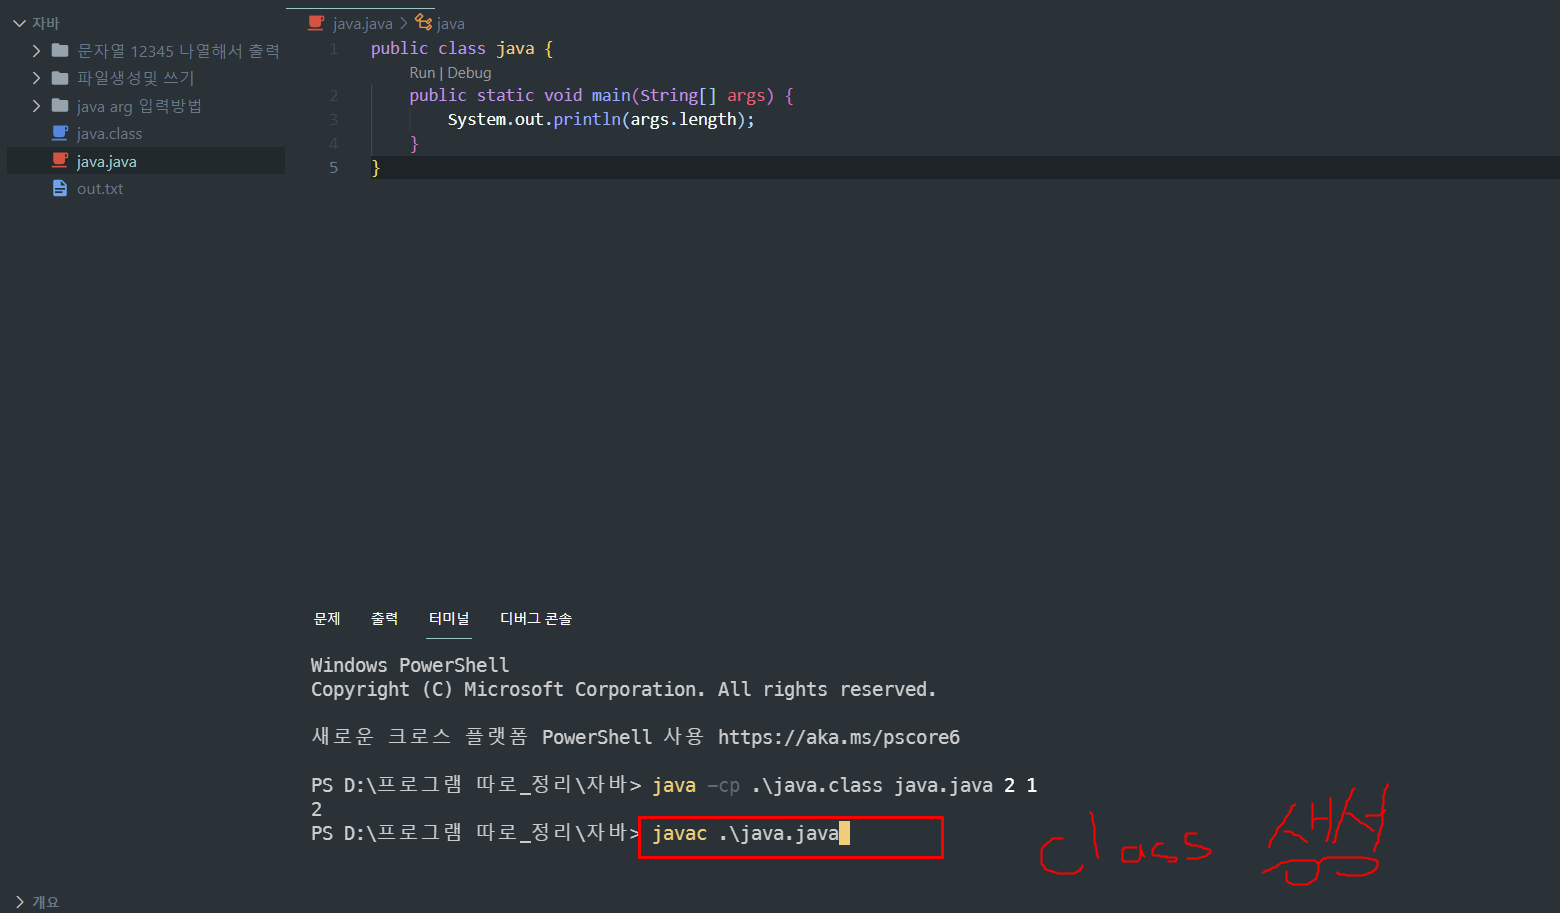 자바
문자열 12345 나열해서 출력
파일생성및 쓰기
java arg 입력방법
java.class
java.java
out.txt
개요
java.java > java
1 public class java {
Run | Debug
2 public static void main(String[] args) {
3 System.out.println(args.length);
4 }
5 }
문제 출력 터미널 디버그 콘솔
Windows PowerShell
Copyright (C) Microsoft Corporation. All rights reserved.
새로운 크로스 플랫폼 PowerShell 사용 https://aka.ms/pscore6
PS D:\프로그램 따로_정리\자바> java -cp .\java.class java.java 2 1
2
PS D:\프로그램 따로_정리\자바> javac .\java.java
class 생성